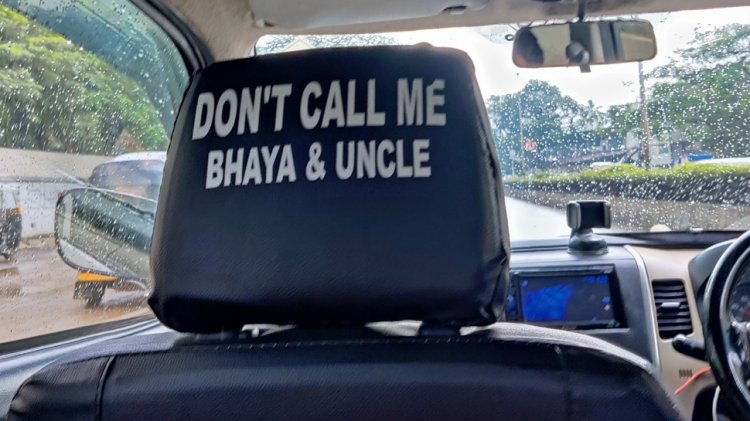 DON'T CALL ME
BHAYA & UNCLE